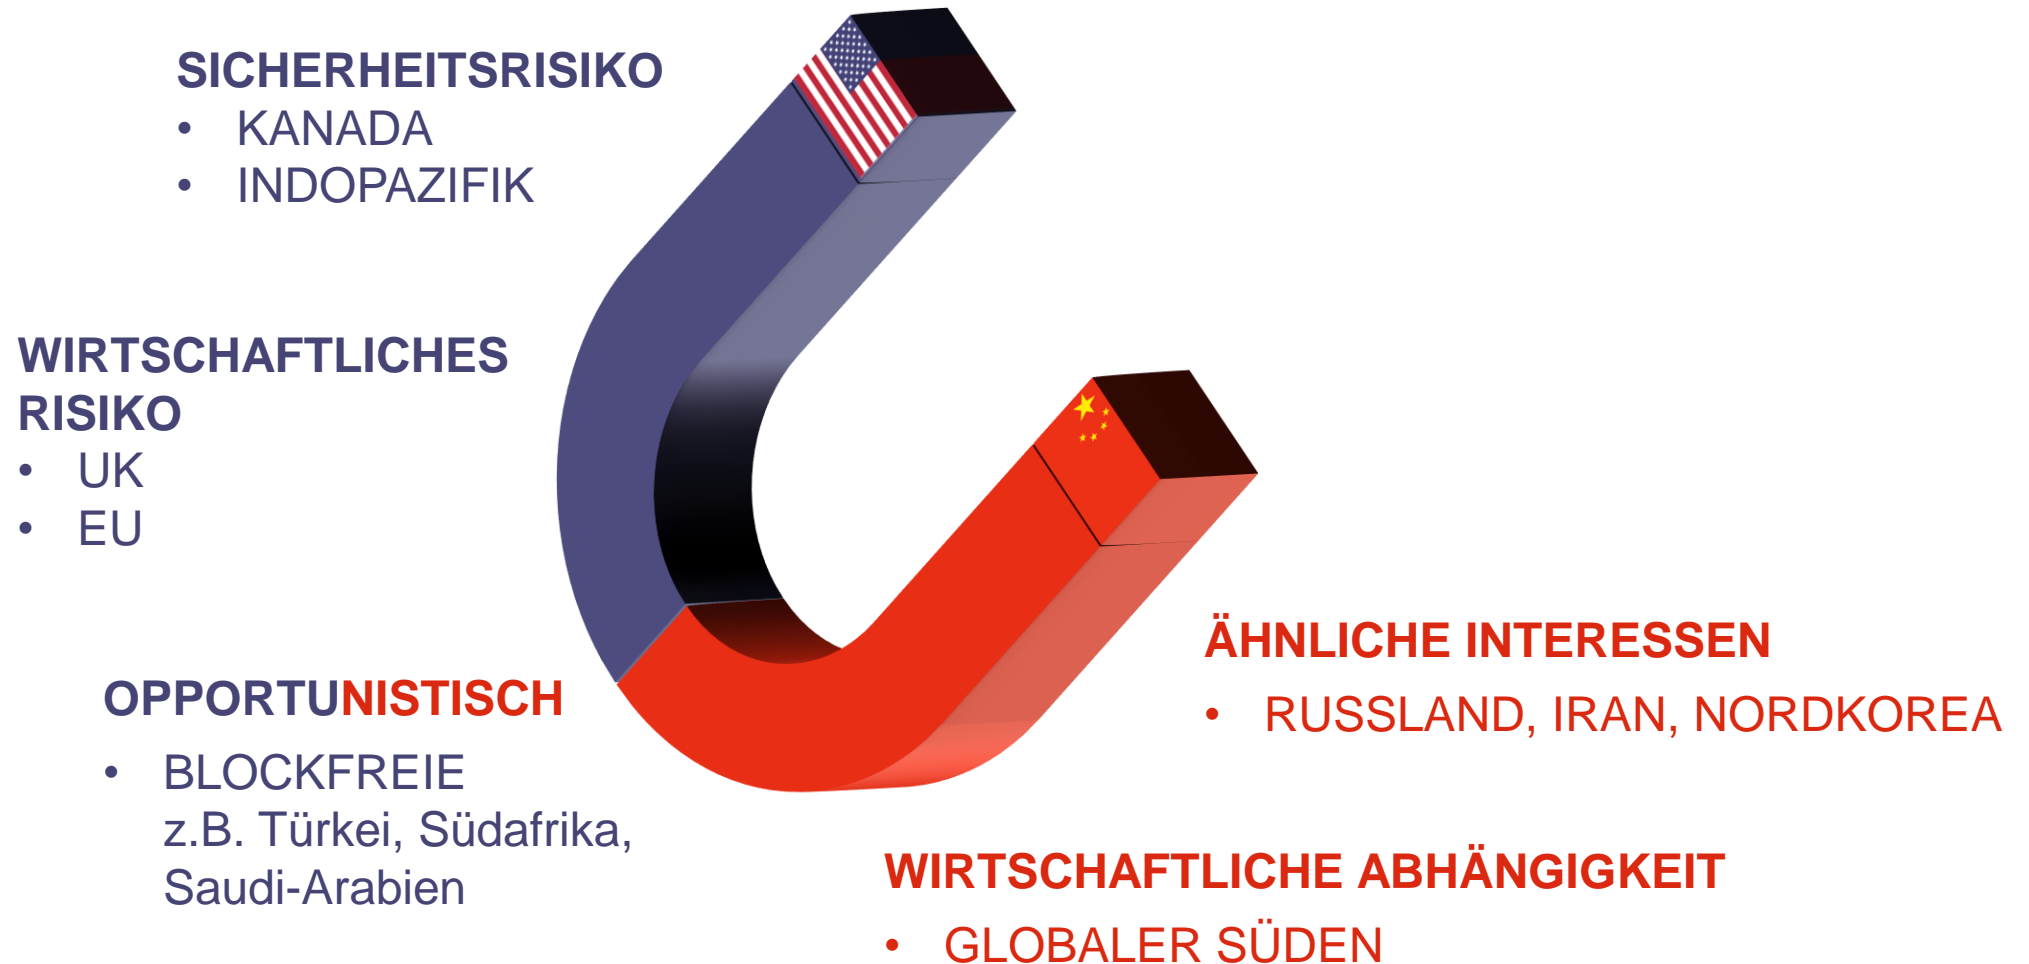 SICHERHEITSRISIKO
• KANADA
• INDOPAZIFIK
WIRTSCHAFTLICHES
RISIKO
• UK
• EU
OPPORTUNISTISCH
• BLOCKFREIE
z.B. Türkei, Südafrika,
Saudi-Arabien
ÄHNLICHE INTERESSEN
• RUSSLAND, IRAN, NORDKOREA
WIRTSCHAFTLICHE ABHÄNGIGKEIT
• GLOBALER SÜDEN